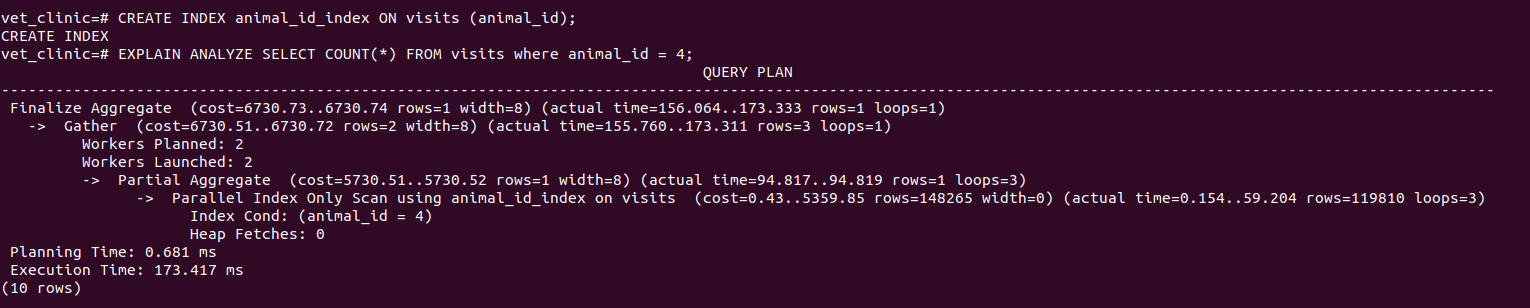 vet_clinic=# CREATE INDEX animal_id_index ON visits (animal_id);
CREATE INDEX
vet_clinic=# EXPLAIN ANALYZE SELECT COUNT(*) FROM visits where animal_id = 4;
QUERY PLAN
-----------------------------------------------------------------------------------------------------------------------------------------------------------------------
Finalize Aggregate  (cost=6730.73..6730.74 rows=1 width=8) (actual time=156.064..173.333 rows=1 loops=1)
  ->  Gather  (cost=6730.51..6730.72 rows=2 width=8) (actual time=155.760..173.311 rows=3 loops=1)
        Workers Planned: 2
        Workers Launched: 2
        ->  Partial Aggregate  (cost=5730.51..5730.52 rows=1 width=8) (actual time=94.817..94.819 rows=1 loops=3)
              ->  Parallel Index Only Scan using animal_id_index on visits  (cost=0.43..5359.85 rows=148265 width=0) (actual time=0.154..59.204 rows=119810 loops=3)
                    Index Cond: (animal_id = 4)
                    Heap Fetches: 0
Planning Time: 0.681 ms
Execution Time: 173.417 ms
(10 rows)